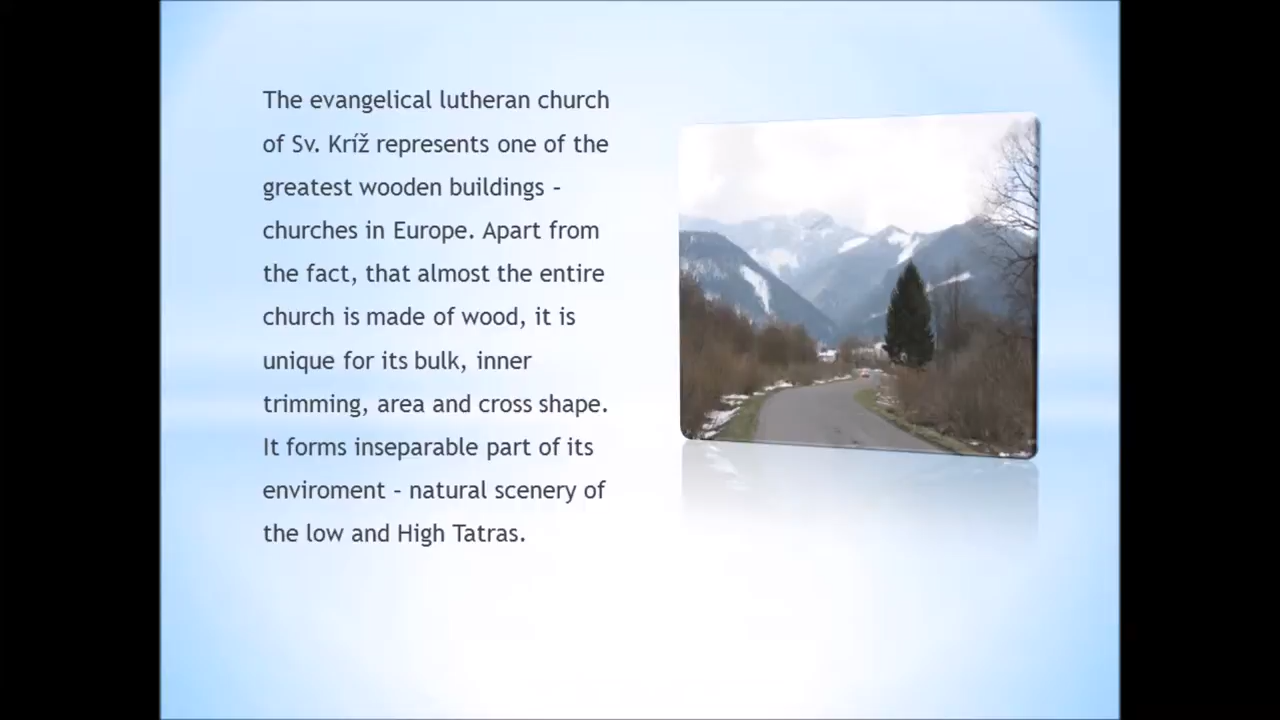 The evangelical lutheran church
of Sv. Kríž represents one of the
greatest wooden buildings –
churches in Europe. Apart from
the fact, that almost the entire
church is made of wood, it is
unique for its bulk, inner
trimming, area and cross shape.
It forms inseparable part of its
enviroment – natural scenery of
the low and High Tatras.